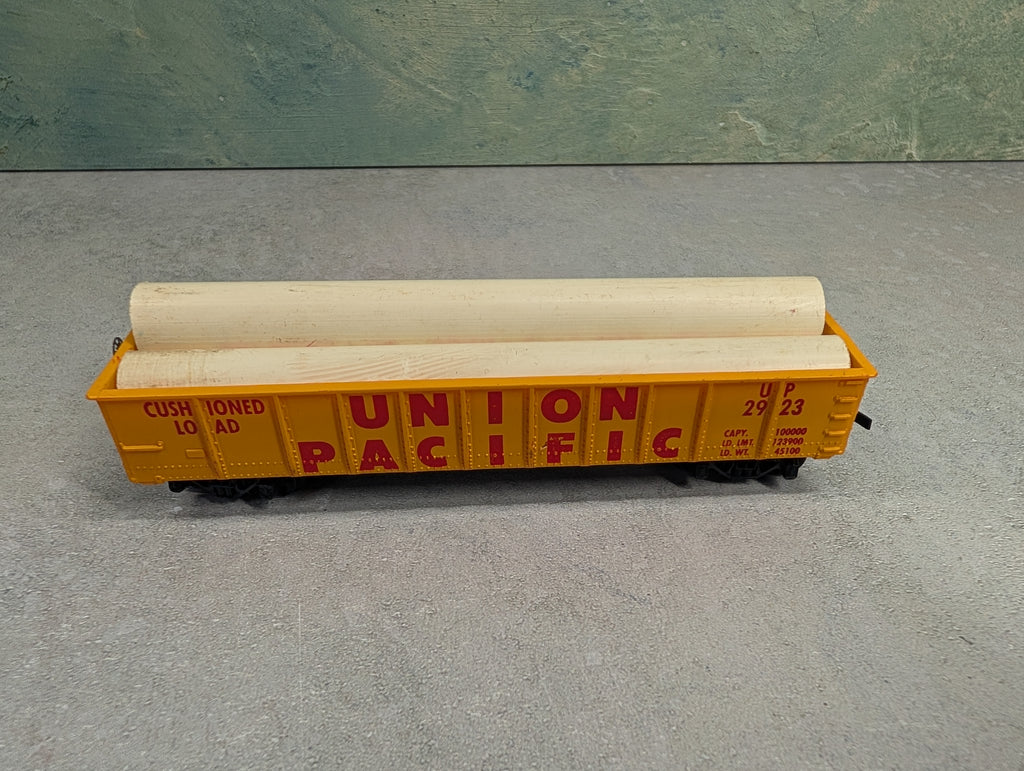 CUSHIONED
LOAD
UNION
PACIFIC
UP
2923
CAPY. 100000
LD. LMT. 123900
LD. WT. 45100